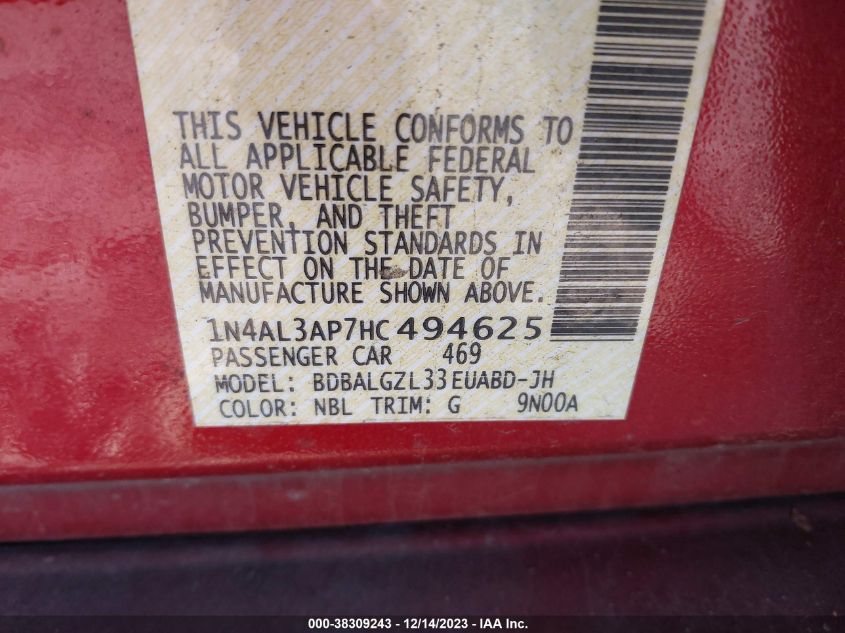 THIS VEHICLE CONFORMS TO
ALL APPLICABLE FEDERAL
MOTOR VEHICLE SAFETY,
BUMPER, AND THEFT
PREVENTION STANDARDS IN
EFFECT ON THE DATE OF
MANUFACTURE SHOWN ABOVE.
1N4AL3AP7HC494625
PASSENGER CAR 469
MODEL: BDBALGZL33EUABD-JH
COLOR: NBL TRIM: G 9N00A
000-38309243 - 12/14/2023 - IAAI.com